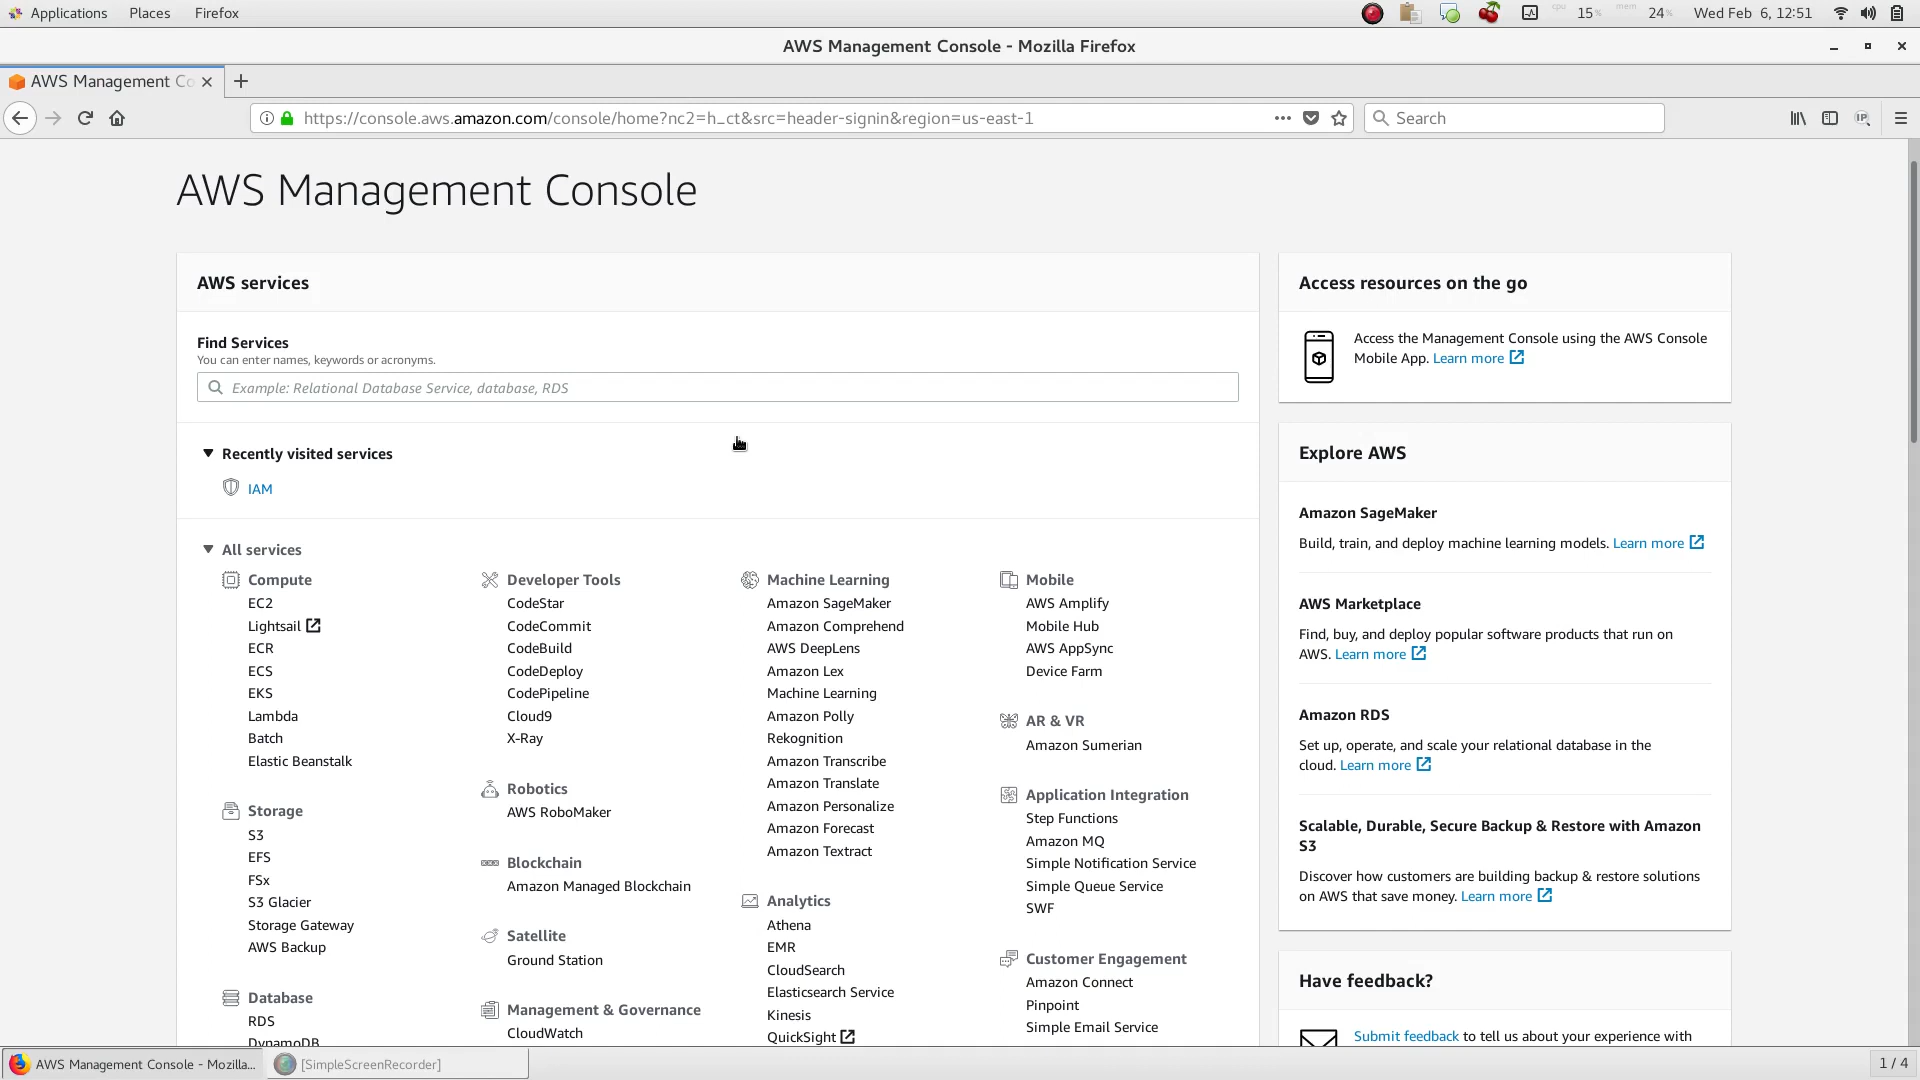 Applications Places Firefox
cpu 15% mem 24% Wed Feb 6, 12:51
AWS Management Console - Mozilla Firefox
AWS Management Co
https://console.aws.amazon.com/console/home?nc2=h_ct&src=header-signin&region=us-east-1
Search
IP
AWS Management Console
AWS services
Find Services
You can enter names, keywords or acronyms.
Example: Relational Database Service, database, RDS
Recently visited services
IAM
All services
Compute
EC2
Lightsail
ECR
ECS
EKS
Lambda
Batch
Elastic Beanstalk
Storage
S3
EFS
FSx
S3 Glacier
Storage Gateway
AWS Backup
Database
RDS
DynamoDB
Developer Tools
CodeStar
CodeCommit
CodeBuild
CodeDeploy
CodePipeline
Cloud9
X-Ray
Robotics
AWS RoboMaker
Blockchain
Amazon Managed Blockchain
Satellite
Ground Station
Management & Governance
CloudWatch
Machine Learning
Amazon SageMaker
Amazon Comprehend
AWS DeepLens
Amazon Lex
Machine Learning
Amazon Polly
Rekognition
Amazon Transcribe
Amazon Translate
Amazon Personalize
Amazon Forecast
Amazon Textract
Analytics
Athena
EMR
CloudSearch
Elasticsearch Service
Kinesis
QuickSight
Mobile
AWS Amplify
Mobile Hub
AWS AppSync
Device Farm
AR & VR
Amazon Sumerian
Application Integration
Step Functions
Amazon MQ
Simple Notification Service
Simple Queue Service
SWF
Customer Engagement
Amazon Connect
Pinpoint
Simple Email Service
Access resources on the go
Access the Management Console using the AWS Console
Mobile App. Learn more
Explore AWS
Amazon SageMaker
Build, train, and deploy machine learning models. Learn more
AWS Marketplace
Find, buy, and deploy popular software products that run on
AWS. Learn more
Amazon RDS
Set up, operate, and scale your relational database in the
cloud. Learn more
Scalable, Durable, Secure Backup & Restore with Amazon
S3
Discover how customers are building backup & restore solutions
on AWS that save money. Learn more
Have feedback?
Submit feedback to tell us about your experience with
AWS Management Console - Mozilla...
[SimpleScreenRecorder]
1 / 4